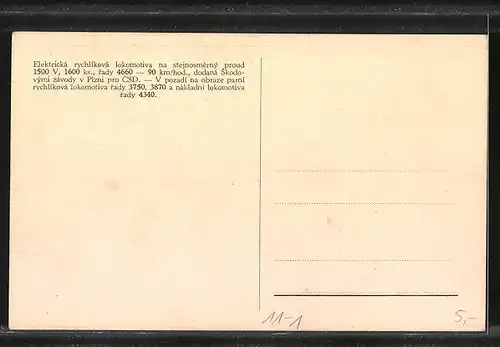 Elektrická rychlíková lokomotiva na stejnosměrný proud
1500 V, 1600 ks., řady 4660 — 90 km/hod., dodaná Škodo-
vými závody v Plzni pro ČSD. — V pozadí na obraze parní
rychlíková lokomotiva řady 3750, 3870 a nákladní lokomotiva
řady 4340.
11-1
5,-